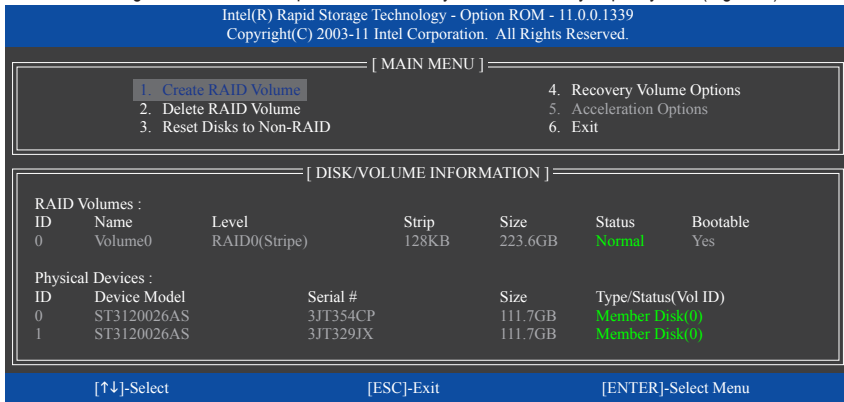 Intel(R) Rapid Storage Technology - Option ROM - 11.0.0.1339
Copyright(C) 2003-11 Intel Corporation. All Rights Reserved.
[ MAIN MENU ]
1. Create RAID Volume
2. Delete RAID Volume
3. Reset Disks to Non-RAID
4. Recovery Volume Options
5. Acceleration Options
6. Exit
[ DISK/VOLUME INFORMATION ]
RAID Volumes :
ID Name Level Strip Size Status Bootable
0 Volume0 RAID0(Stripe) 128KB 223.6GB Normal Yes
Physical Devices :
ID Device Model Serial # Size Type/Status(Vol ID)
0 ST3120026AS 3JT354CP 111.7GB Member Disk(0)
1 ST3120026AS 3JT329JX 111.7GB Member Disk(0)
[↑↓]-Select [ESC]-Exit [ENTER]-Select Menu